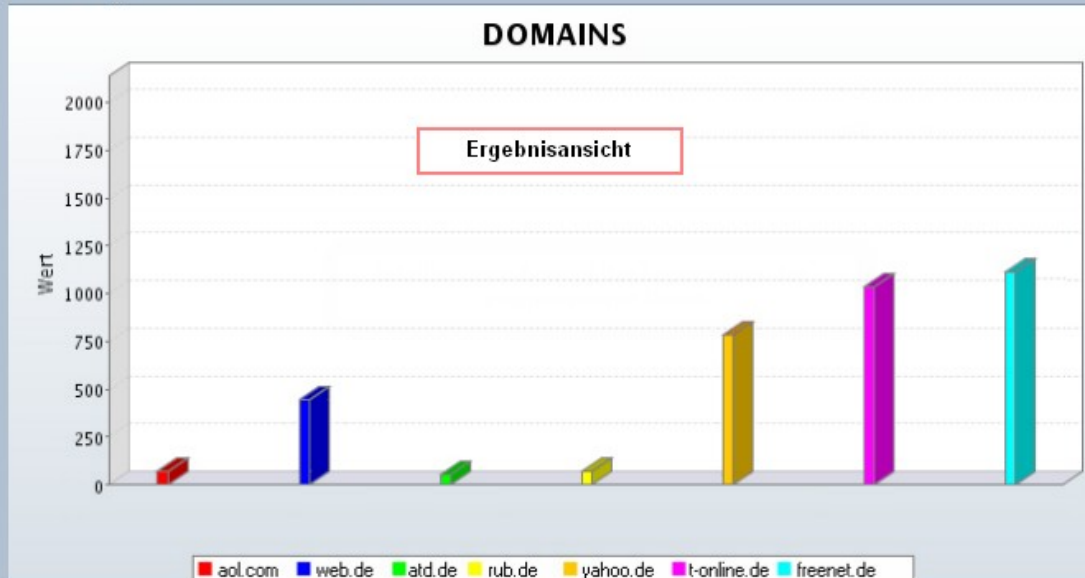 DOMAINS
Ergebnisansicht
Wert
2000
1750
1500
1250
1000
750
500
250
0
aol.com web.de atd.de rub.de yahoo.de t-online.de freenet.de